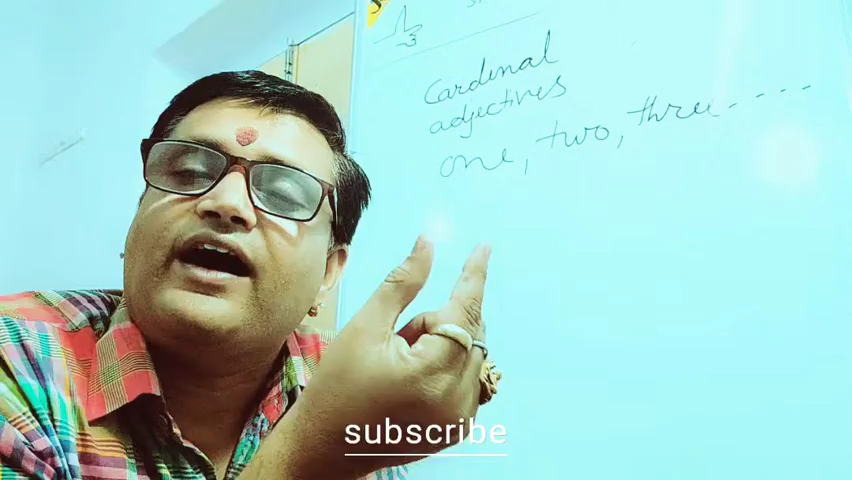 cardinal
adjectives
one, two, three-----
subscribe